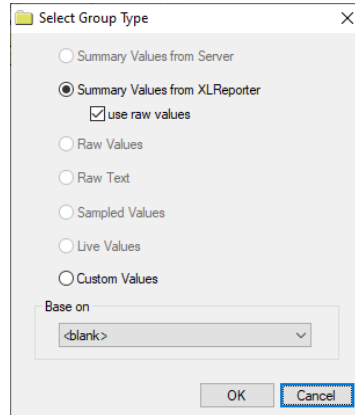 Select Group Type
Summary Values from Server
Summary Values from XLReporter
use raw values
Raw Values
Raw Text
Sampled Values
Live Values
Custom Values
Base on
<blank>
OK Cancel